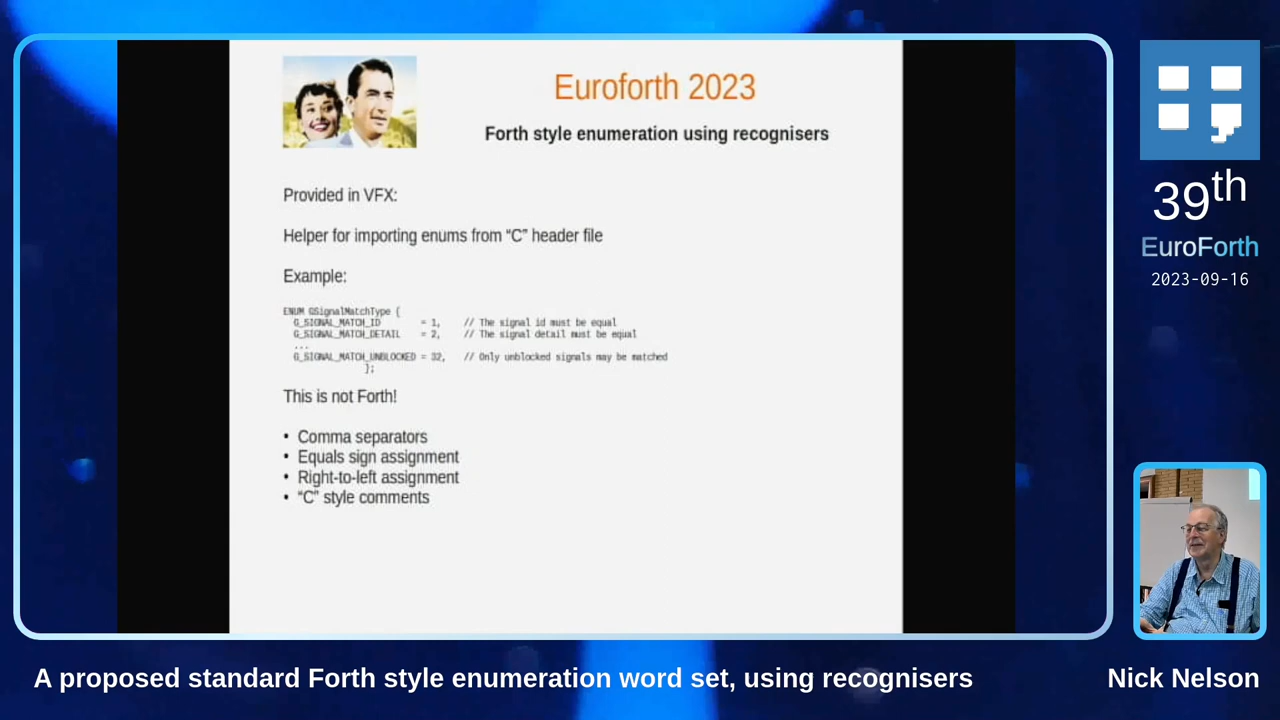 Euroforth 2023
Forth style enumeration using recognisers
Provided in VFX:
Helper for importing enums from “C” header file
Example:
ENUM GSignalMatchType {
G_SIGNAL_MATCH_ID = 1, // The signal id must be equal
G_SIGNAL_MATCH_DETAIL = 2, // The signal detail must be equal
...
G_SIGNAL_MATCH_UNBLOCKED = 32, // Only unblocked signals may be matched
};
This is not Forth!
• Comma separators
• Equals sign assignment
• Right-to-left assignment
• “C” style comments
39th
EuroForth
2023-09-16
A proposed standard Forth style enumeration word set, using recognisers
Nick Nelson